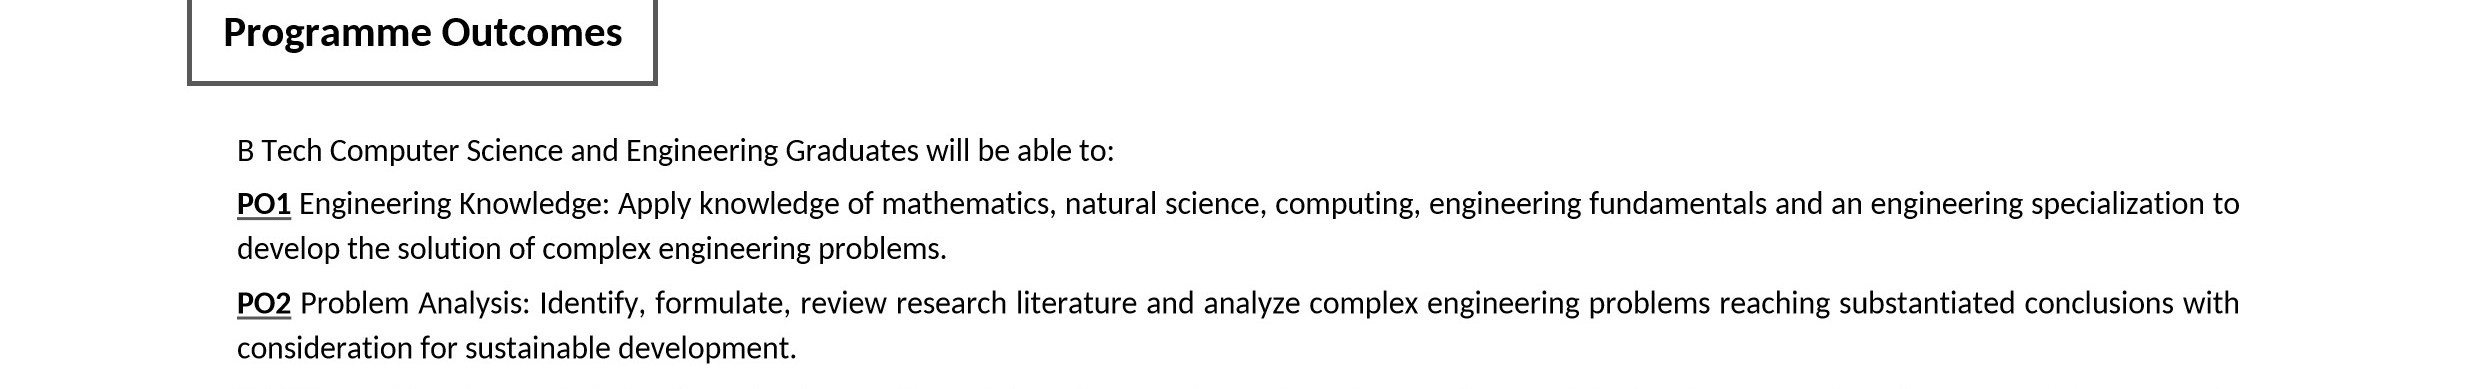 Programme Outcomes
B Tech Computer Science and Engineering Graduates will be able to:
PO1 Engineering Knowledge: Apply knowledge of mathematics, natural science, computing, engineering fundamentals and an engineering specialization to
develop the solution of complex engineering problems.
PO2 Problem Analysis: Identify, formulate, review research literature and analyze complex engineering problems reaching substantiated conclusions with
consideration for sustainable development.